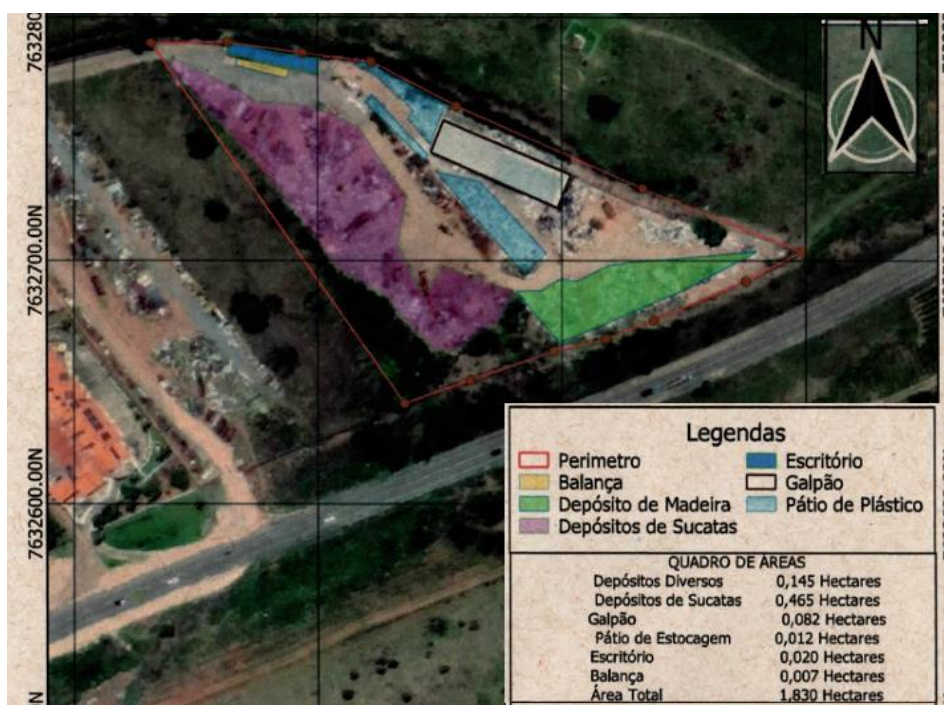 N
7632700.00N
7632600.00N
Legendas
Perimetro
Escritório
Balança
Galpão
Depósito de Madeira
Pátio de Plástico
Depósitos de Sucatas
QUADRO DE ÁREAS
Depósitos Diversos 0,145 Hectares
Depósitos de Sucatas 0,465 Hectares
Galpão 0,082 Hectares
Pátio de Estocagem 0,012 Hectares
Escritório 0,020 Hectares
Balança 0,007 Hectares
Área Total 1,830 Hectares